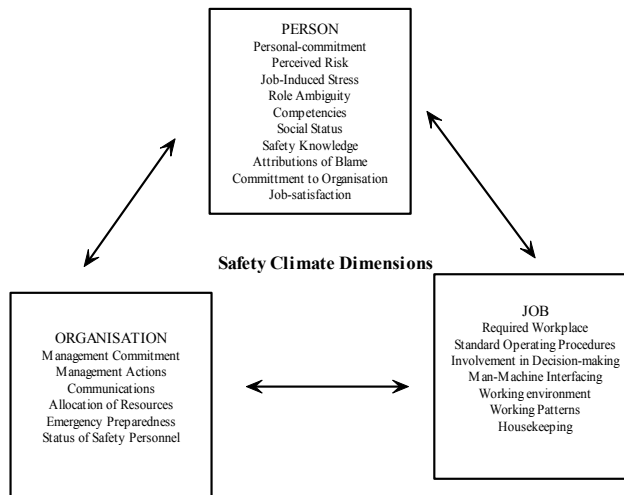 PERSON
Personal-commitment
Perceived Risk
Job-Induced Stress
Role Ambiguity
Competencies
Social Status
Safety Knowledge
Attributions of Blame
Committment to Organisation
Job-satisfaction
Safety Climate Dimensions
ORGANISATION
Management Commitment
Management Actions
Communications
Allocation of Resources
Emergency Preparedness
Status of Safety Personnel
JOB
Required Workplace
Standard Operating Procedures
Involvement in Decision-making
Man-Machine Interfacing
Working environment
Working Patterns
Housekeeping